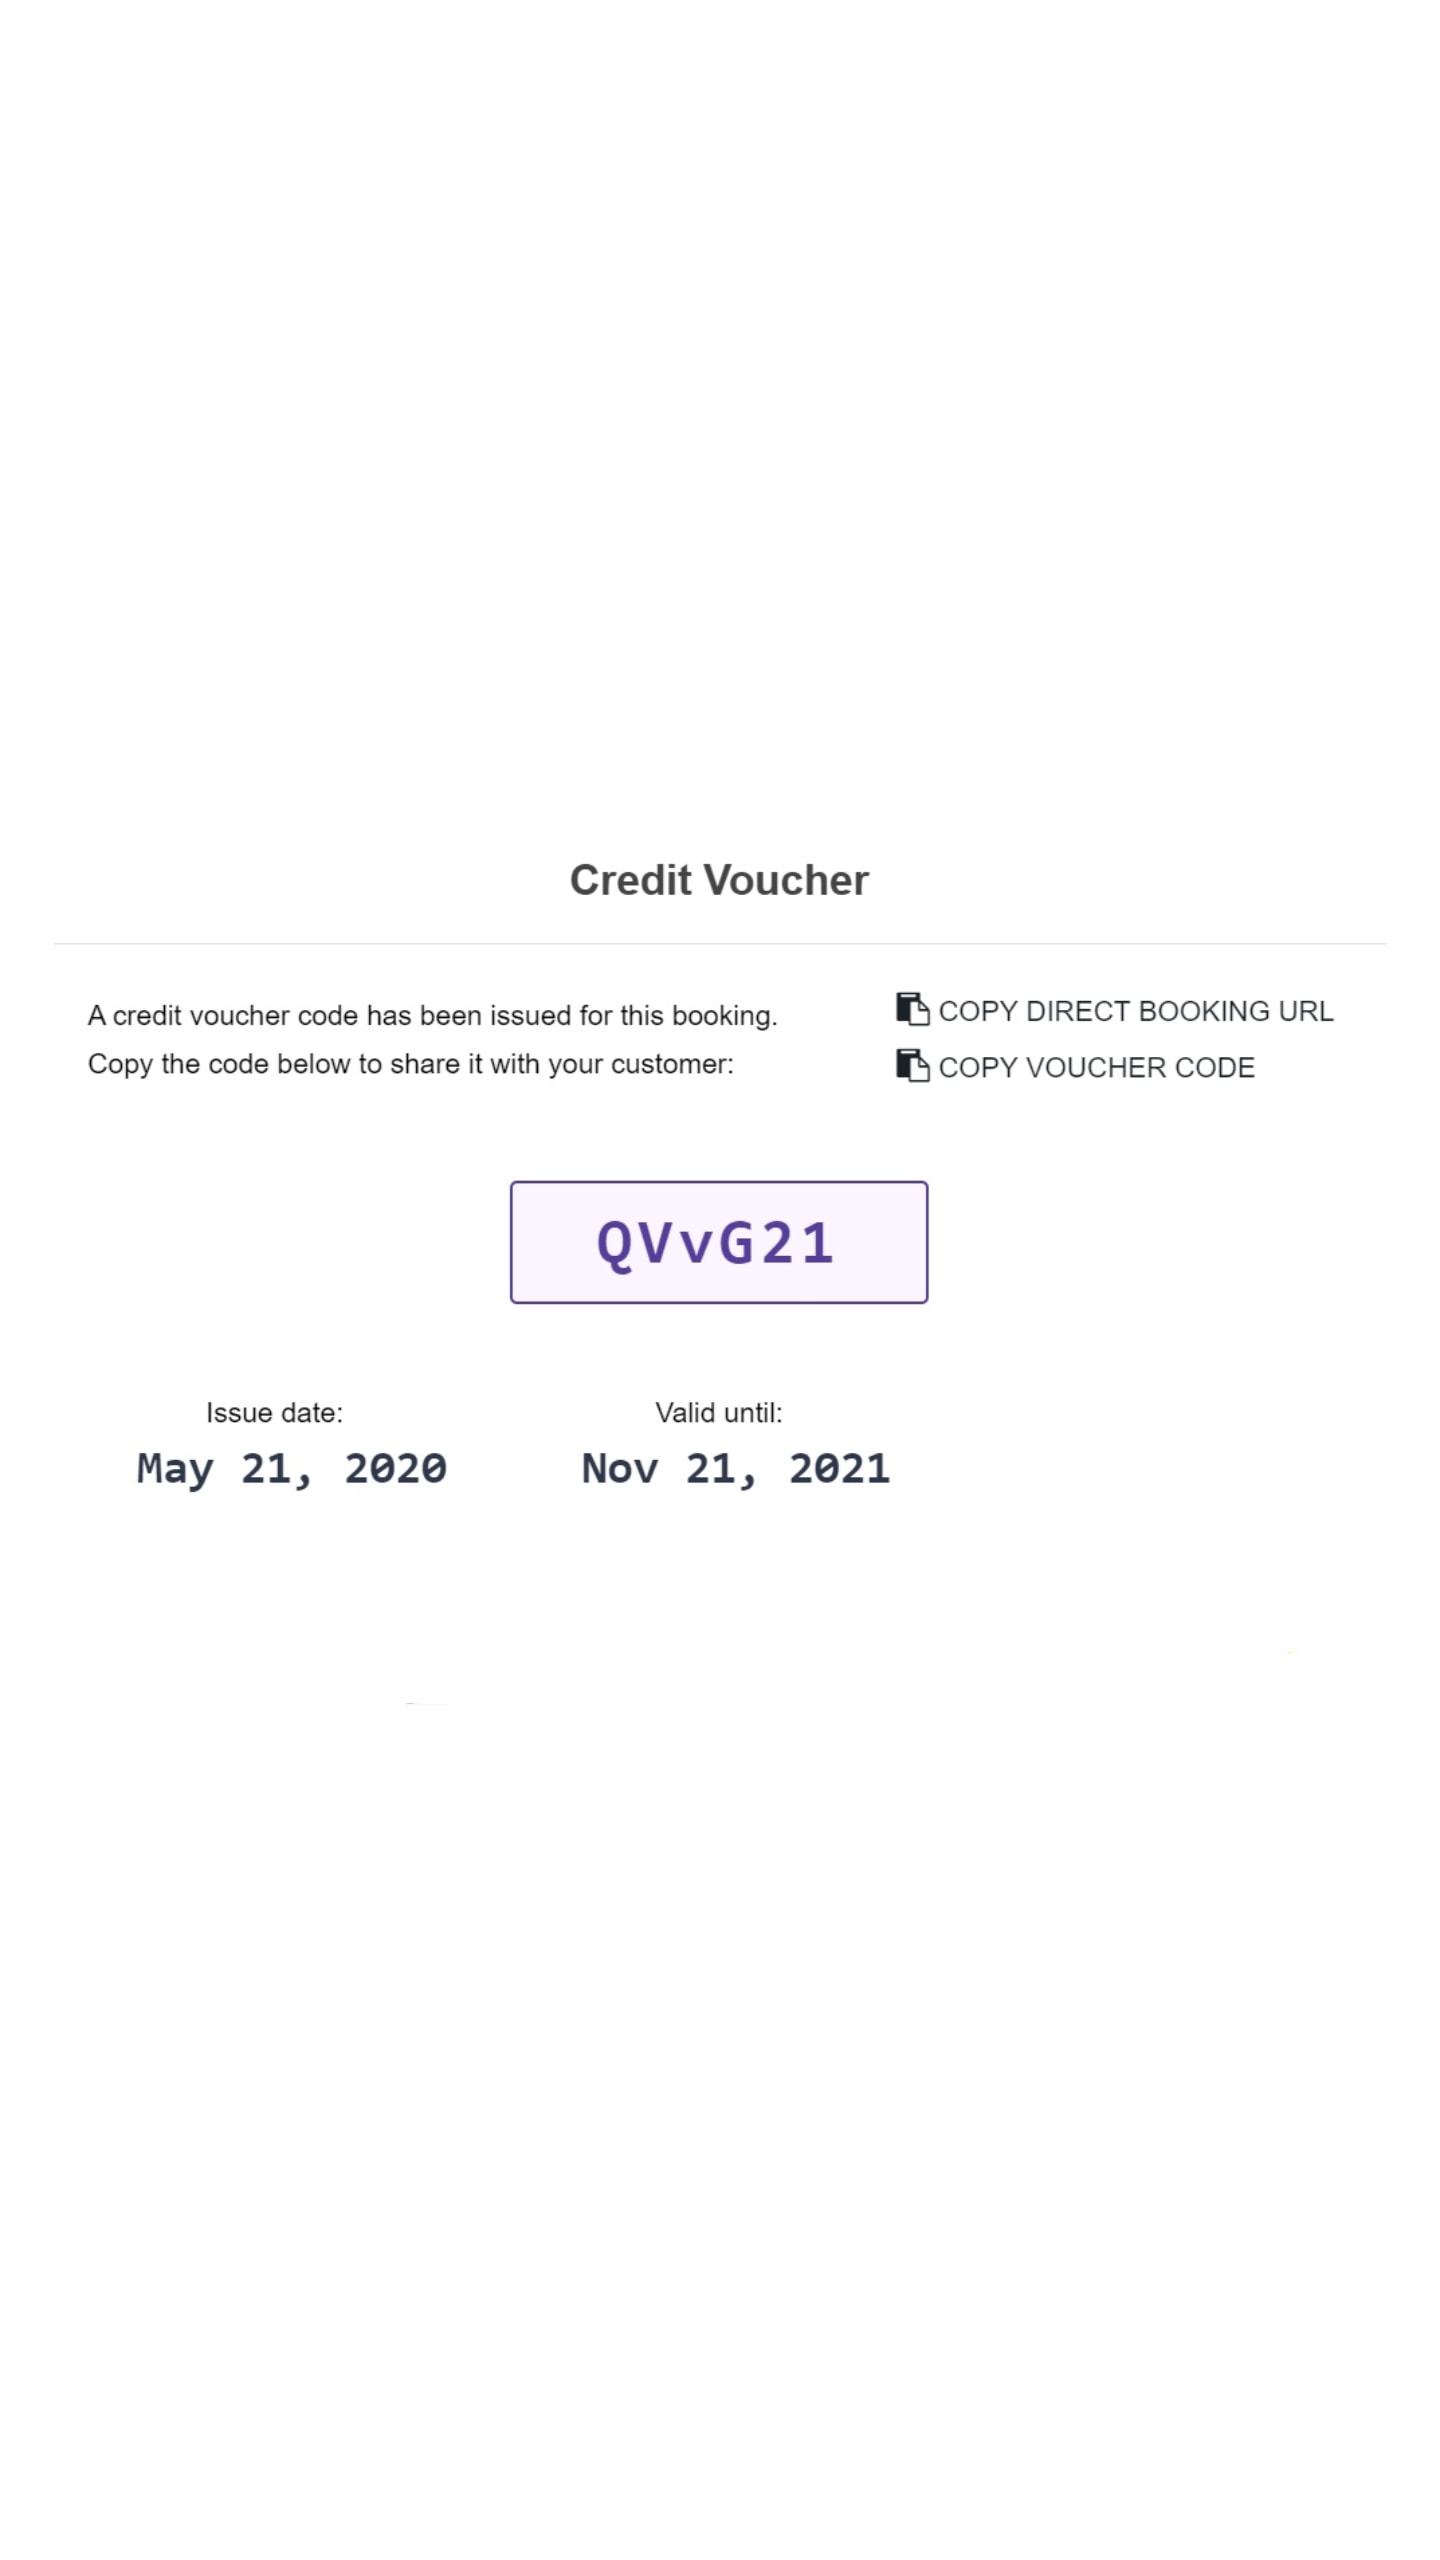 Credit Voucher
A credit voucher code has been issued for this booking.
Copy the code below to share it with your customer:
COPY DIRECT BOOKING URL
COPY VOUCHER CODE
QVvG21
Issue date:
May 21, 2020
Valid until:
Nov 21, 2021